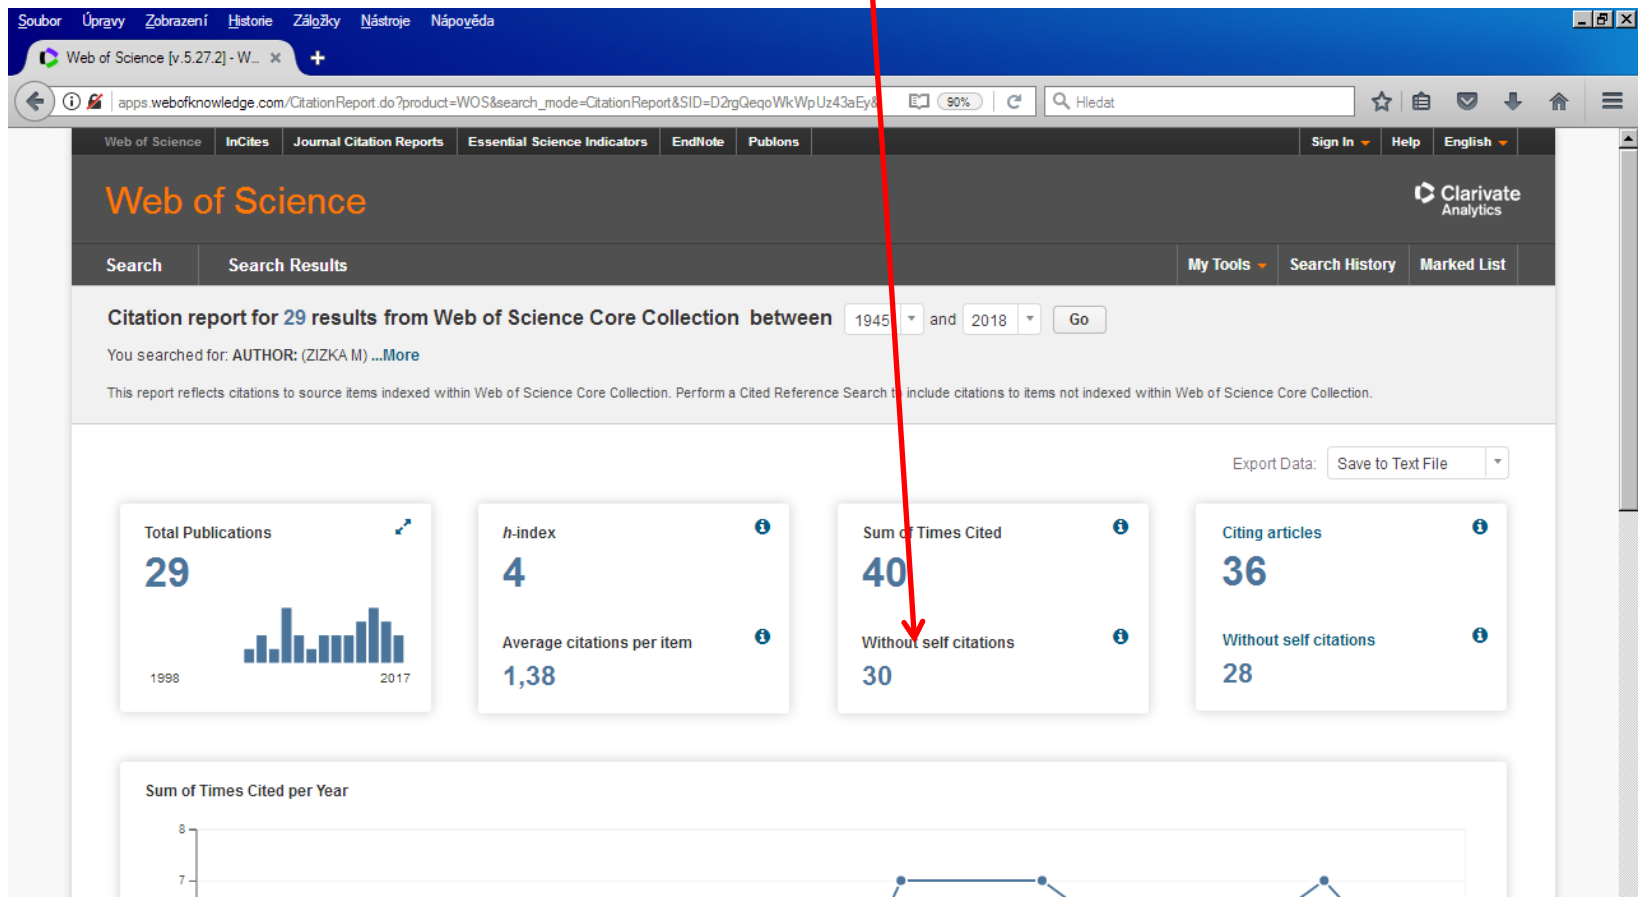 Soubor Úpravy Zobrazení Historie Záložky Nástroje Nápověda
Web of Science [v.5.27.2] - W...
apps.webofknowledge.com/CitationReport.do?product=WOS&search_mode=CitationReport&SID=D2rgQeqoWkWpUz43aEy& 90% Hledat
Web of Science InCites Journal Citation Reports Essential Science Indicators EndNote Publons Sign In Help English
Web of Science
Clarivate
Analytics
Search Search Results My Tools Search History Marked List
Citation report for 29 results from Web of Science Core Collection between 1945 and 2018 Go
You searched for: AUTHOR: (ZIZKA M) ...More
This report reflects citations to source items indexed within Web of Science Core Collection. Perform a Cited Reference Search to include citations to items not indexed within Web of Science Core Collection.
Export Data: Save to Text File
Total Publications
29
1998 2017
h-index
4
Average citations per item
1,38
Sum of Times Cited
40
Without self citations
30
Citing articles
36
Without self citations
28
Sum of Times Cited per Year
8
7